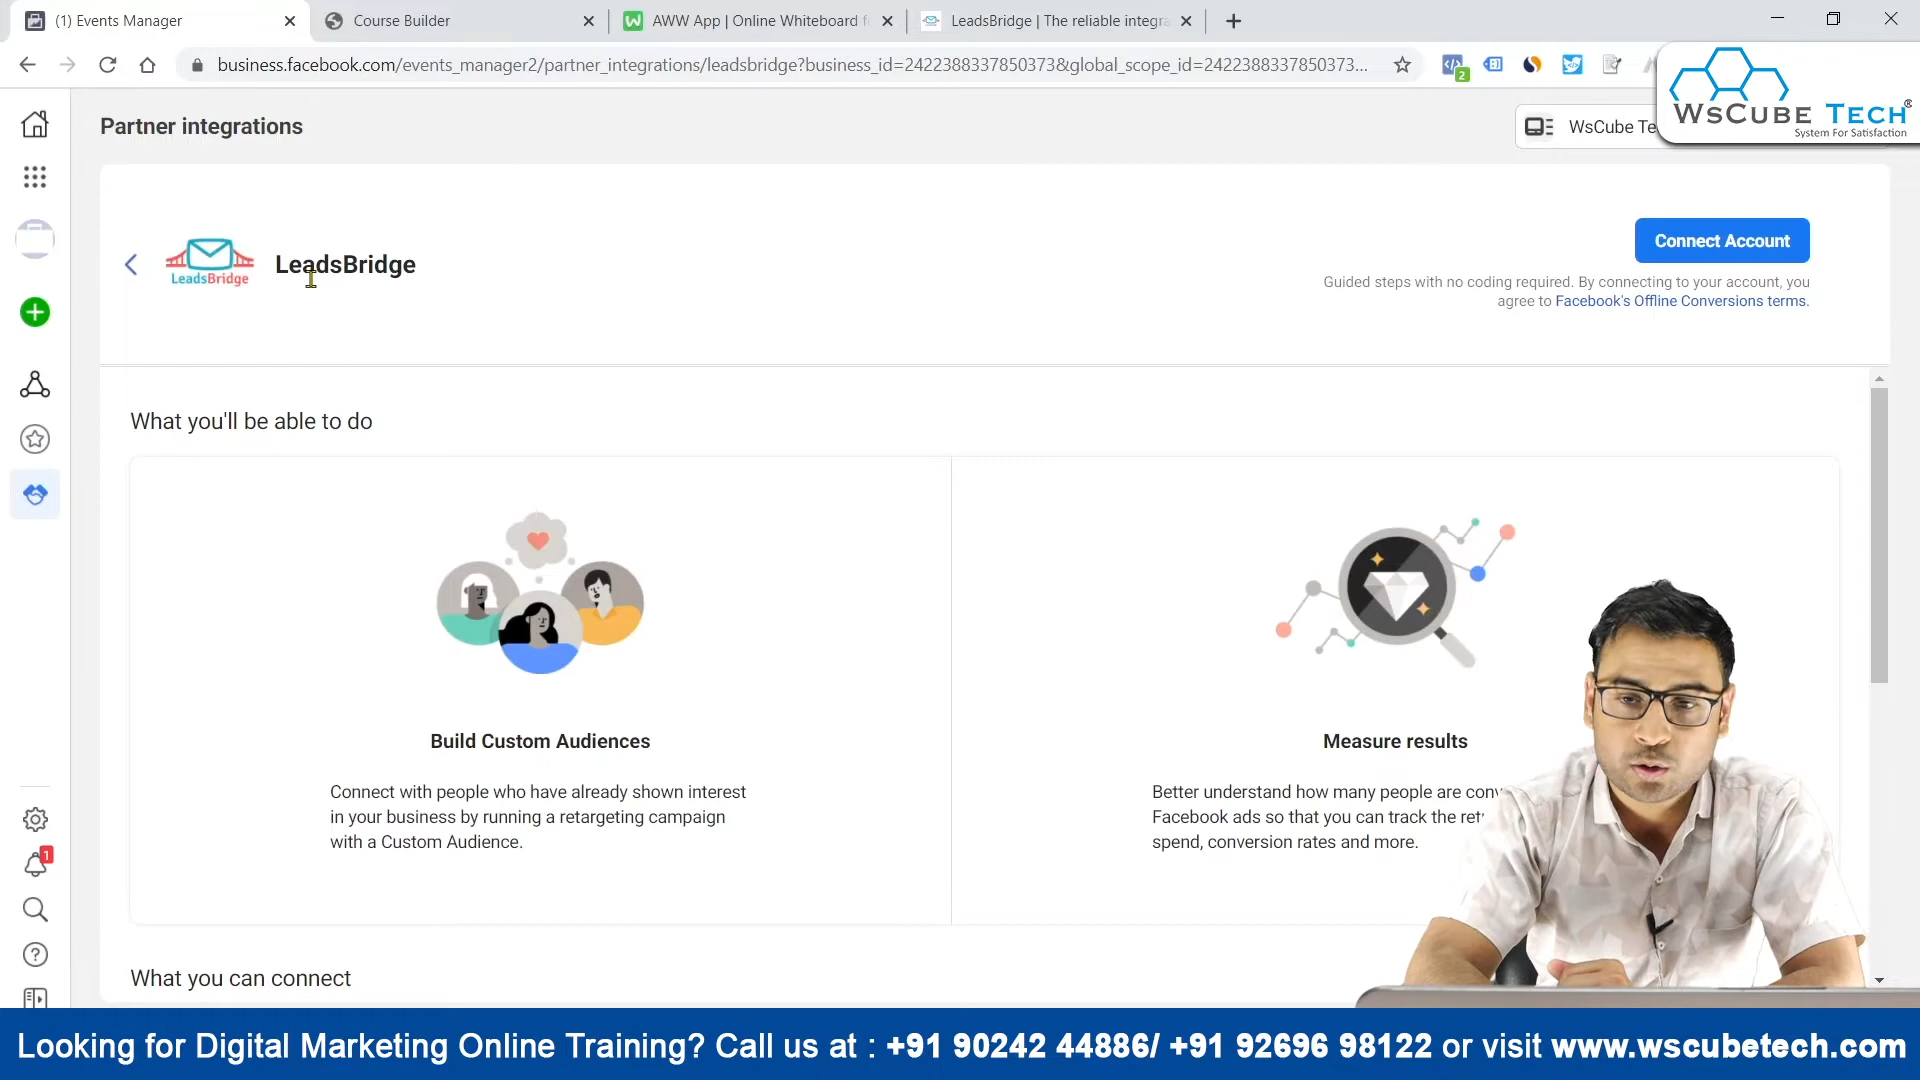 (1) Events Manager
Course Builder
AWW App | Online Whiteboard f
LeadsBridge | The reliable integra
business.facebook.com/events_manager2/partner_integrations/leadsbridge?business_id=2422388337850373&global_scope_id=2422388337850373...
2
WsCube Tech®
System For Satisfaction
Partner integrations
WsCube Te
LeadsBridge
LeadsBridge
Connect Account
Guided steps with no coding required. By connecting to your account, you
agree to Facebook's Offline Conversions terms.
What you'll be able to do
Build Custom Audiences
Connect with people who have already shown interest
in your business by running a retargeting campaign
with a Custom Audience.
Measure results
Better understand how many people are conv
Facebook ads so that you can track the ret
spend, conversion rates and more.
1
What you can connect
Looking for Digital Marketing Online Training? Call us at : +91 90242 44886/ +91 92696 98122 or visit www.wscubetech.com